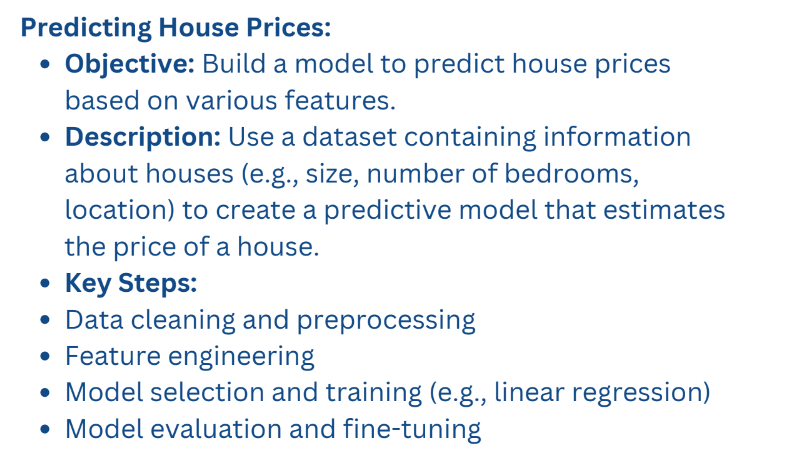 Predicting House Prices:
• Objective: Build a model to predict house prices
based on various features.
• Description: Use a dataset containing information
about houses (e.g., size, number of bedrooms,
location) to create a predictive model that estimates
the price of a house.
• Key Steps:
• Data cleaning and preprocessing
• Feature engineering
• Model selection and training (e.g., linear regression)
• Model evaluation and fine-tuning